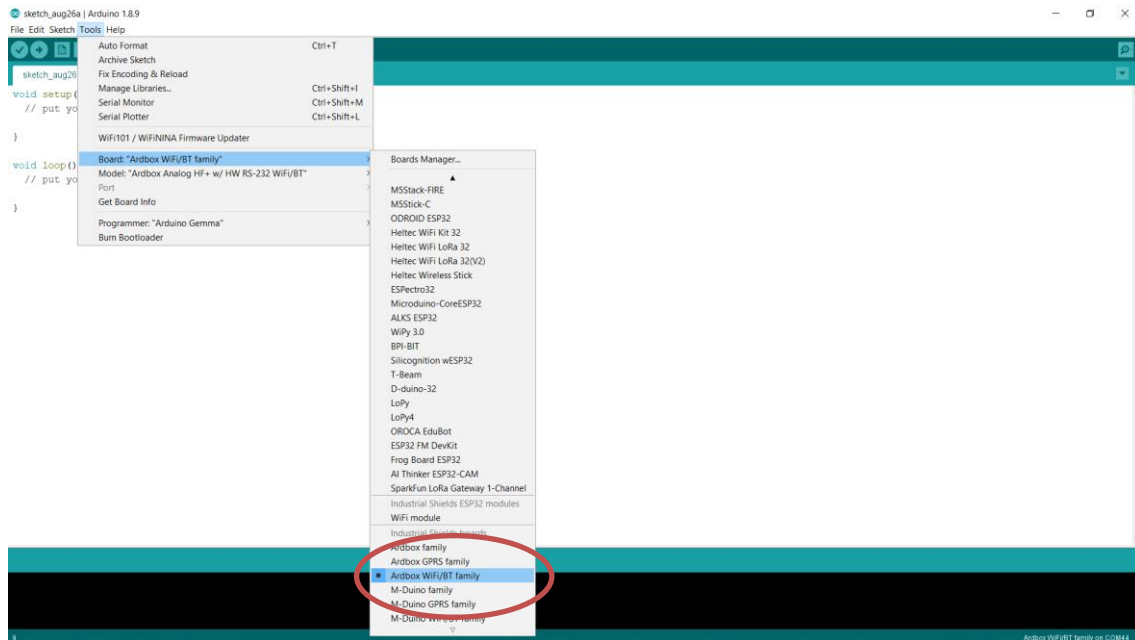 sketch_aug26a | Arduino 1.8.9
File Edit Sketch Tools Help
sketch_aug26
void setup(
// put yo
}
void loop()
// put yo
}
Auto Format Ctrl+T
Archive Sketch
Fix Encoding & Reload
Manage Libraries... Ctrl+Shift+I
Serial Monitor Ctrl+Shift+M
Serial Plotter Ctrl+Shift+L
WiFi101 / WiFiNINA Firmware Updater
Board: "Ardbox WiFi/BT family"
Model: "Ardbox Analog HF+ w/ HW RS-232 WiFi/BT"
Port
Get Board Info
Programmer: "Arduino Gemma"
Burn Bootloader
Boards Manager...
M5Stack-FIRE
M5Stick-C
ODROID ESP32
Heltec WiFi Kit 32
Heltec WiFi LoRa 32
Heltec WiFi LoRa 32(V2)
Heltec Wireless Stick
ESPectro32
Microduino-CoreESP32
ALKS ESP32
WiPy 3.0
BPI-BIT
Silicognition wESP32
T-Beam
D-duino-32
LoPy
LoPy4
OROCA EduBot
ESP32 FM DevKit
Frog Board ESP32
AI Thinker ESP32-CAM
SparkFun LoRa Gateway 1-Channel
Industrial Shields ESP32 modules
WiFi module
Industrial Shields boards
Ardbox family
Ardbox GPRS family
Ardbox WiFi/BT family
M-Duino family
M-Duino GPRS family
M-Duino WiFi/BT family
9 Ardbox WiFi/BT family on COM44